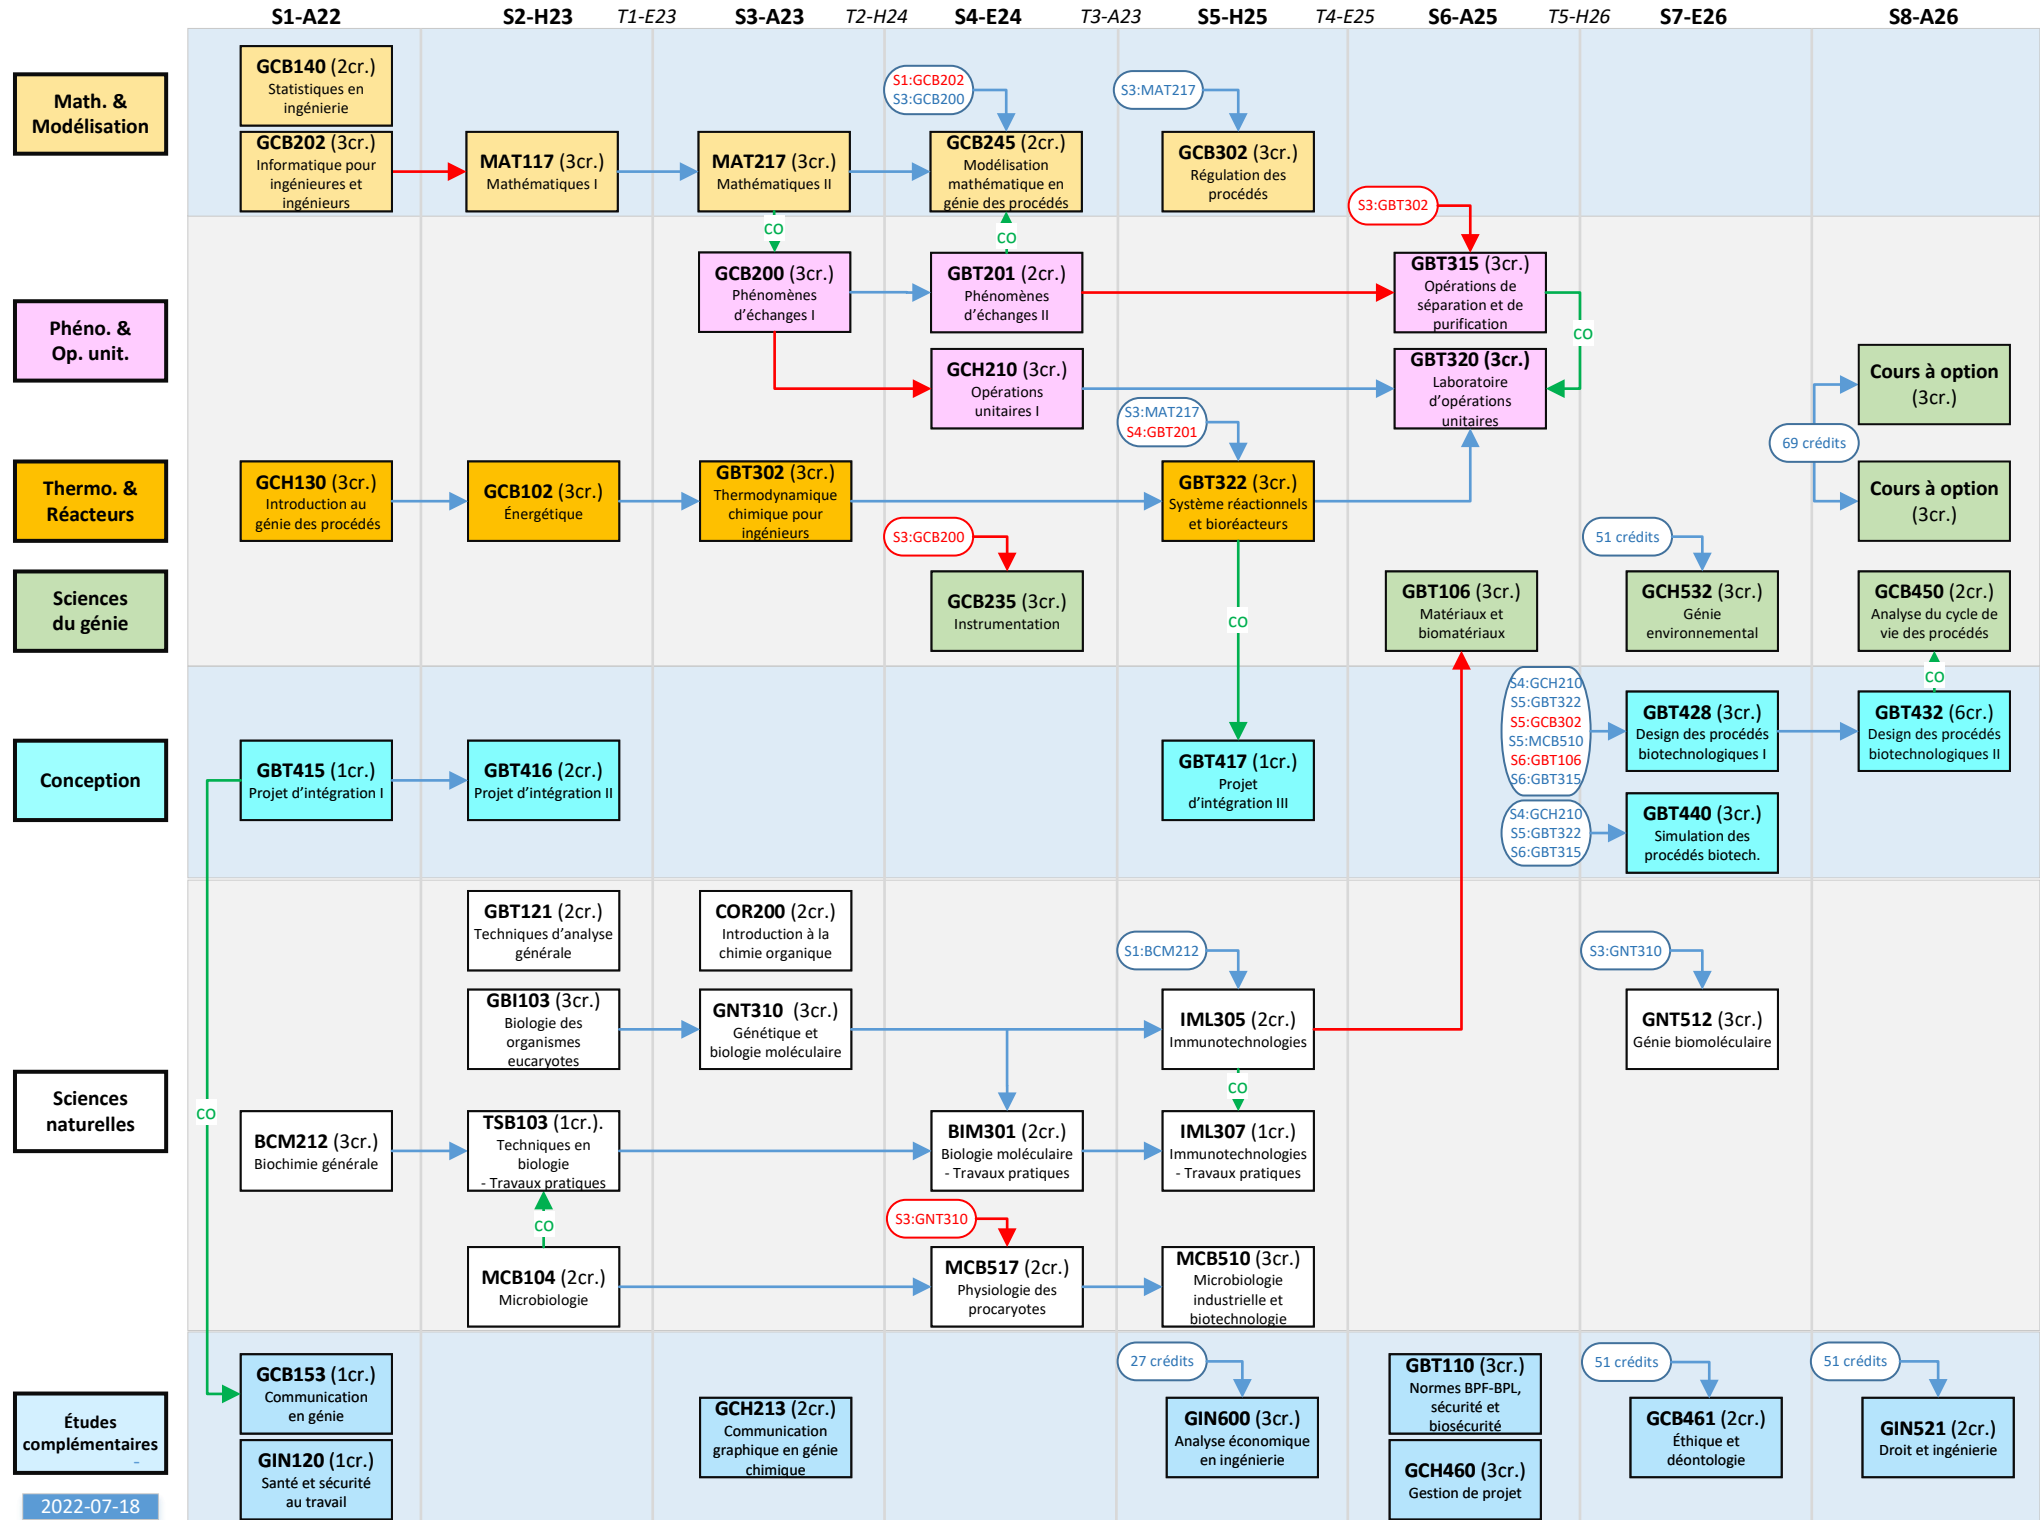 S1-A22 S2-H23 T1-E23 S3-A23 T2-H24 S4-E24 T3-A23 S5-H25 T4-E25 S6-A25 T5-H26 S7-E26 S8-A26
Math. &
Modélisation
GCB140 (2cr.)
Statistiques en
ingénierie
GCB202 (3cr.)
Informatique pour
ingénieures et
ingénieurs
MAT117 (3cr.)
Mathématiques I
MAT217 (3cr.)
Mathématiques II
S1:GCB202
S3:GCB200
GCB245 (2cr.)
Modélisation
mathématique en
génie des procédés
S3:MAT217
GCB302 (3cr.)
Régulation des
procédés
S3:GBT302
CO
CO
Phéno. &
Op. unit.
GCB200 (3cr.)
Phénomènes
d'échanges I
GBT201 (2cr.)
Phénomènes
d'échanges II
GBT315 (3cr.)
Opérations de
séparation et de
purification
CO
GCH210 (3cr.)
Opérations
unitaires I
GBT320 (3cr.)
Laboratoire
d'opérations
unitaires
Cours à option
(3cr.)
S3:MAT217
S4:GBT201
69 crédits
Thermo. &
Réacteurs
GCH130 (3cr.)
Introduction au
génie des procédés
GCB102 (3cr.)
Énergétique
GBT302 (3cr.)
Thermodynamique
chimique pour
ingénieurs
GBT322 (3cr.)
Système réactionnels
et bioréacteurs
Cours à option
(3cr.)
S3:GCB200
51 crédits
Sciences
du génie
GCB235 (3cr.)
Instrumentation
CO
GBT106 (3cr.)
Matériaux et
biomatériaux
GCH532 (3cr.)
Génie
environnemental
GCB450 (2cr.)
Analyse du cycle de
vie des procédés
CO
Conception
GBT415 (1cr.)
Projet d'intégration I
GBT416 (2cr.)
Projet d'intégration II
GBT417 (1cr.)
Projet
d'intégration III
S4:GCH210
S5:GBT322
S5:GCB302
S5:MCB510
S6:GBT106
S6:GBT315
GBT428 (3cr.)
Design des procédés
biotechnologiques I
GBT432 (6cr.)
Design des procédés
biotechnologiques II
S4:GCH210
S5:GBT322
S6:GBT315
GBT440 (3cr.)
Simulation des
procédés biotech.
Sciences
naturelles
GBT121 (2cr.)
Techniques d'analyse
générale
COR200 (2cr.)
Introduction à la
chimie organique
S1:BCM212
S3:GNT310
GBI103 (3cr.)
Biologie des
organismes
eucaryotes
GNT310 (3cr.)
Génétique et
biologie moléculaire
IML305 (2cr.)
Immunotechnologies
GNT512 (3cr.)
Génie biomoléculaire
CO
CO
BCM212 (3cr.)
Biochimie générale
TSB103 (1cr.).
Techniques en
biologie
- Travaux pratiques
BIM301 (2cr.)
Biologie moléculaire
- Travaux pratiques
IML307 (1cr.)
Immunotechnologies
- Travaux pratiques
CO
S3:GNT310
MCB104 (2cr.)
Microbiologie
MCB517 (2cr.)
Physiologie des
procaryotes
MCB510 (3cr.)
Microbiologie
industrielle et
biotechnologie
Études
complémentaires
-
GCB153 (1cr.)
Communication
en génie
GIN120 (1cr.)
Santé et sécurité
au travail
GCH213 (2cr.)
Communication
graphique en génie
chimique
27 crédits
GIN600 (3cr.)
Analyse économique
en ingénierie
GBT110 (3cr.)
Normes BPF-BPL,
sécurité et
biosécurité
GCH460 (3cr.)
Gestion de projet
51 crédits
GCB461 (2cr.)
Éthique et
déontologie
51 crédits
GIN521 (2cr.)
Droit et ingénierie
2022-07-18